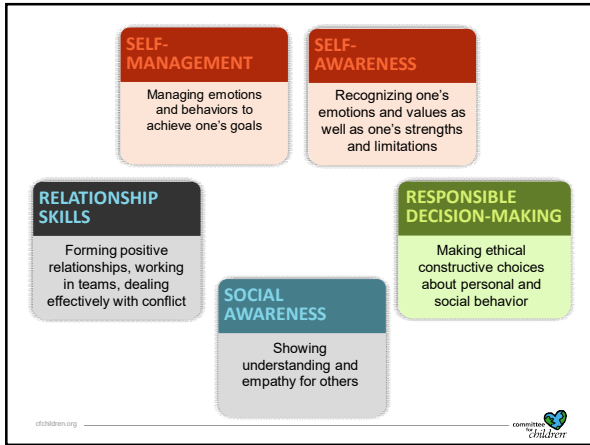 SELF-
MANAGEMENT
Managing emotions
and behaviors to
achieve one's goals
SELF-
AWARENESS
Recognizing one's
emotions and values as
well as one's strengths
and limitations
RELATIONSHIP
SKILLS
Forming positive
relationships, working
in teams, dealing
effectively with conflict
RESPONSIBLE
DECISION-MAKING
Making ethical
constructive choices
about personal and
social behavior
SOCIAL
AWARENESS
Showing
understanding and
empathy for others
cfchildren.org
committee
for
children